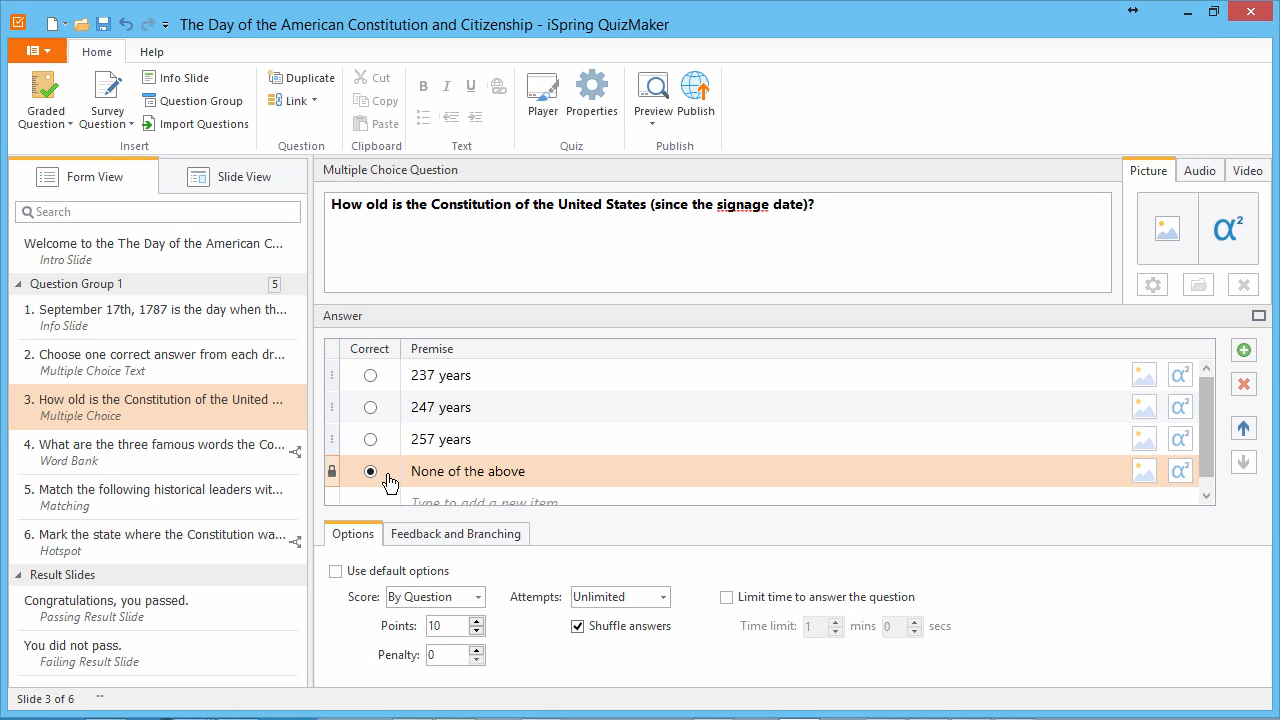 The Day of the American Constitution and Citizenship - iSpring QuizMaker
Home
Help
Graded Question
Survey Question
Info Slide
Question Group
Import Questions
Insert
Duplicate
Link
Question
Cut
Copy
Paste
Clipboard
B I U
Text
Player
Properties
Quiz
Preview
Publish
Publish
Form View
Slide View
Search
Welcome to the The Day of the American C...
Intro Slide
Question Group 1
5
1. September 17th, 1787 is the day when th...
Info Slide
2. Choose one correct answer from each dr...
Multiple Choice Text
3. How old is the Constitution of the United ...
Multiple Choice
4. What are the three famous words the Co...
Word Bank
5. Match the following historical leaders wit...
Matching
6. Mark the state where the Constitution wa...
Hotspot
Result Slides
Congratulations, you passed.
Passing Result Slide
You did not pass.
Failing Result Slide
Slide 3 of 6
Multiple Choice Question
How old is the Constitution of the United States (since the signage date)?
Picture
Audio
Video
α²
Answer
Correct
Premise
237 years
α²
247 years
α²
257 years
α²
None of the above
α²
Type to add a new item
Options
Feedback and Branching
Use default options
Score: By Question
Attempts: Unlimited
Limit time to answer the question
Points: 10
Shuffle answers
Time limit: 1 mins 0 secs
Penalty: 0